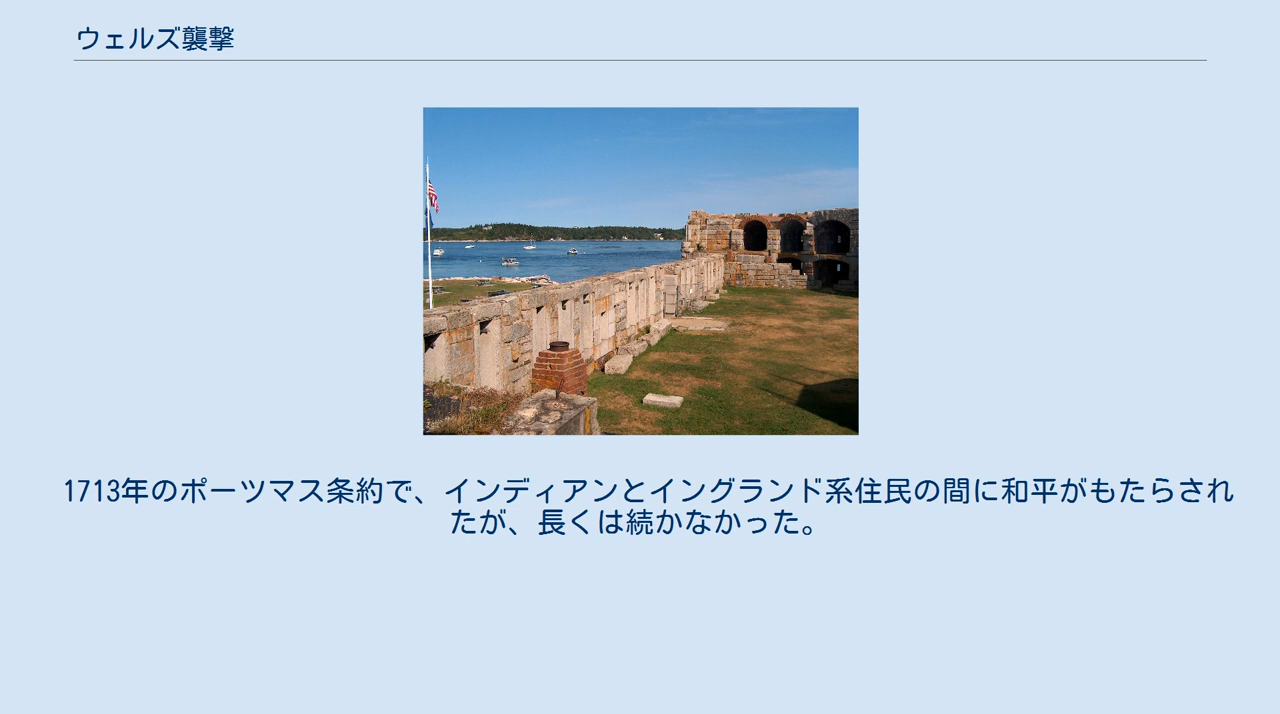 ウェルズ襲撃
1713年のポーツマス条約で、インディアンとイングランド系住民の間に和平がもたらされ
たが、長くは続かなかった。